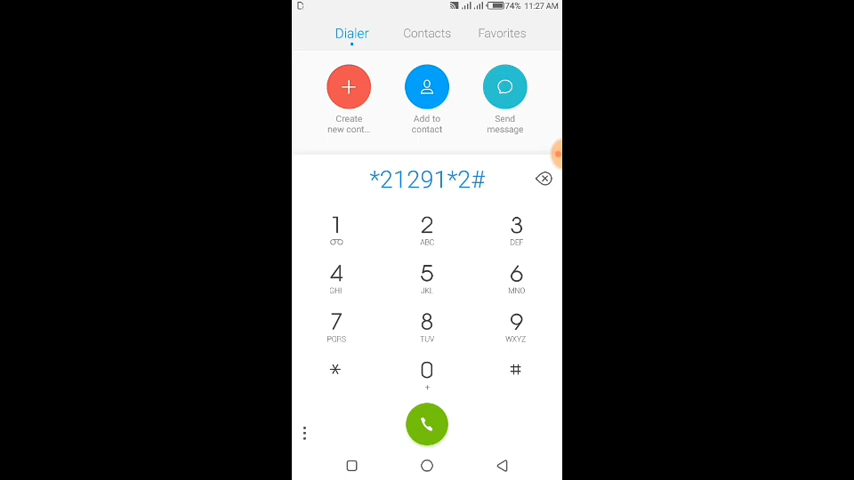 74% 11:27 AM
Dialer Contacts Favorites
Create new cont...
Add to contact
Send message
*21291*2#
1 2 3
ABC DEF
4 5 6
GHI JKL MNO
7 8 9
PQRS TUV WXYZ
* 0 #
+